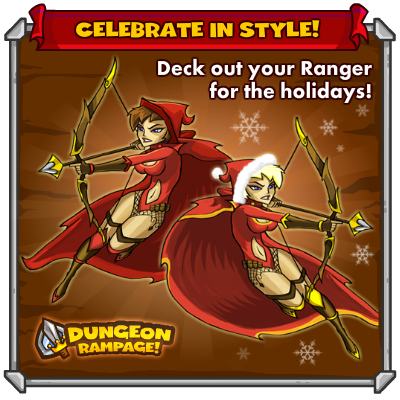 CELEBRATE IN STYLE!
Deck out your Ranger
for the holidays!
DUNGEON
RAMPAGE!